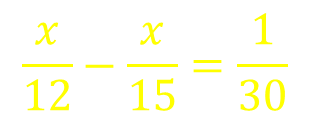 x/12 − x/15 = 1/30